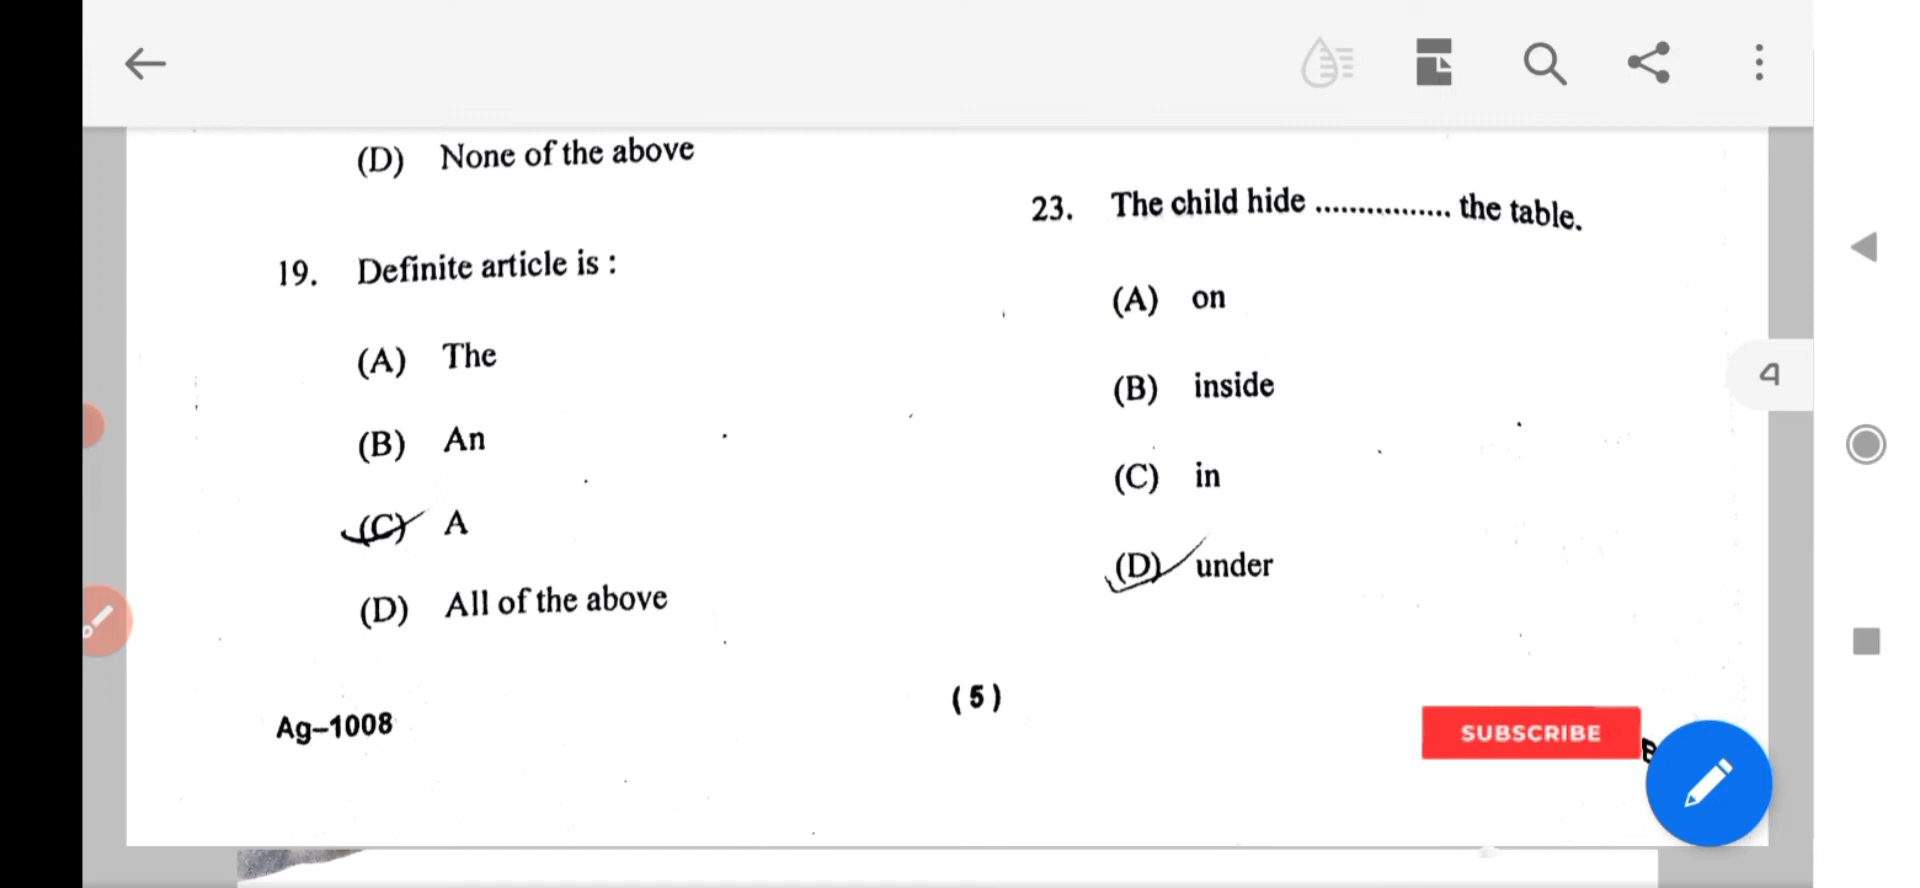 (D) None of the above
19. Definite article is :
(A) The
(B) An
(C) A
(D) All of the above
23. The child hide ................ the table.
(A) on
(B) inside
(C) in
(D) under
4
Ag–1008
(5)
SUBSCRIBE